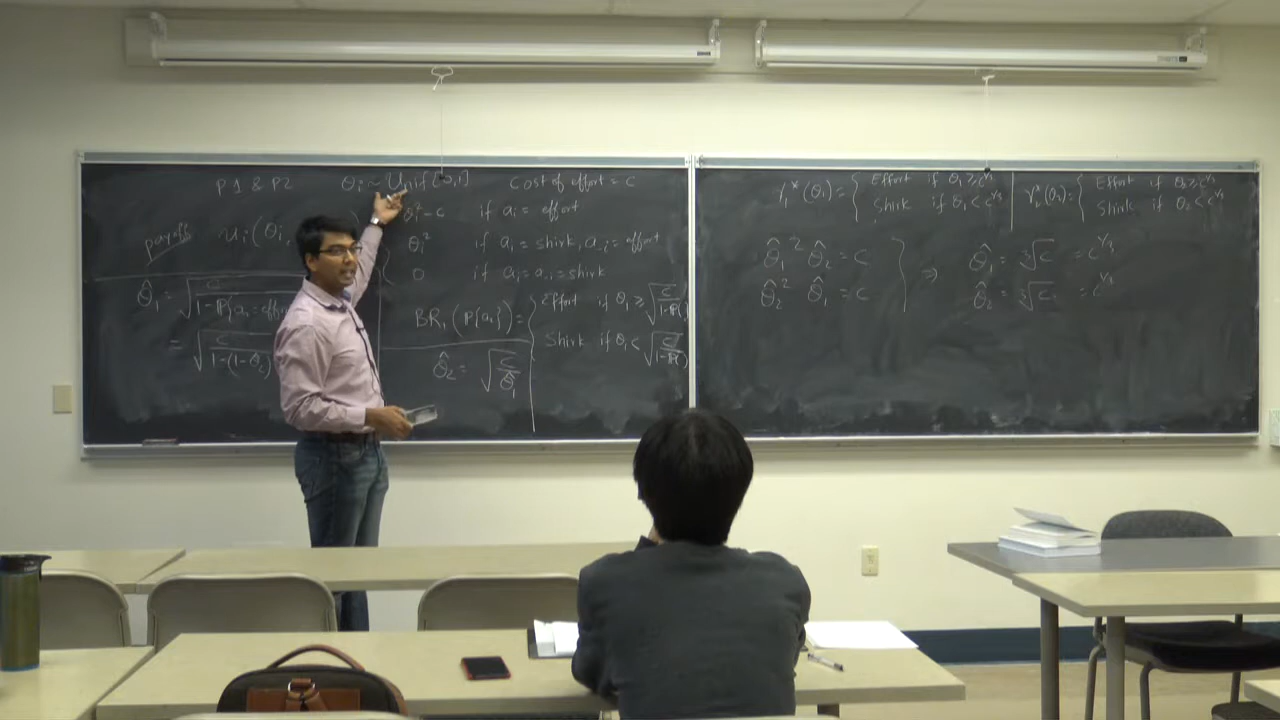 P1 & P2 θi ~ Unif [0,1] Cost of effort = c
payoff ui(θi, θi²-c if ai = effort
θi² if ai = shirk, a-i = effort
0 if ai = a-i = shirk
θ̂1 = √(c/(1-P{a2=effor
= √(c/(1-(1-θ̂2)
BR1(P{a2}) = { Effort if θ1 ≥ √(c/(1-P{}))
Shirk if θ1 < √(c/(1-P{}))
θ̂2 = √(c/θ̂1)
γ1*(θ1) = { Effort if θ1 ≥ c^1/3
Shirk if θ1 < c^1/3
γ2*(θ2) = { Effort if θ2 ≥ c^1/3
Shirk if θ2 < c^1/3
θ̂1² θ̂2 = c
θ̂2² θ̂1 = c } ⇒
θ̂1 = ∛c = c^1/3
θ̂2 = ∛c = c^1/3